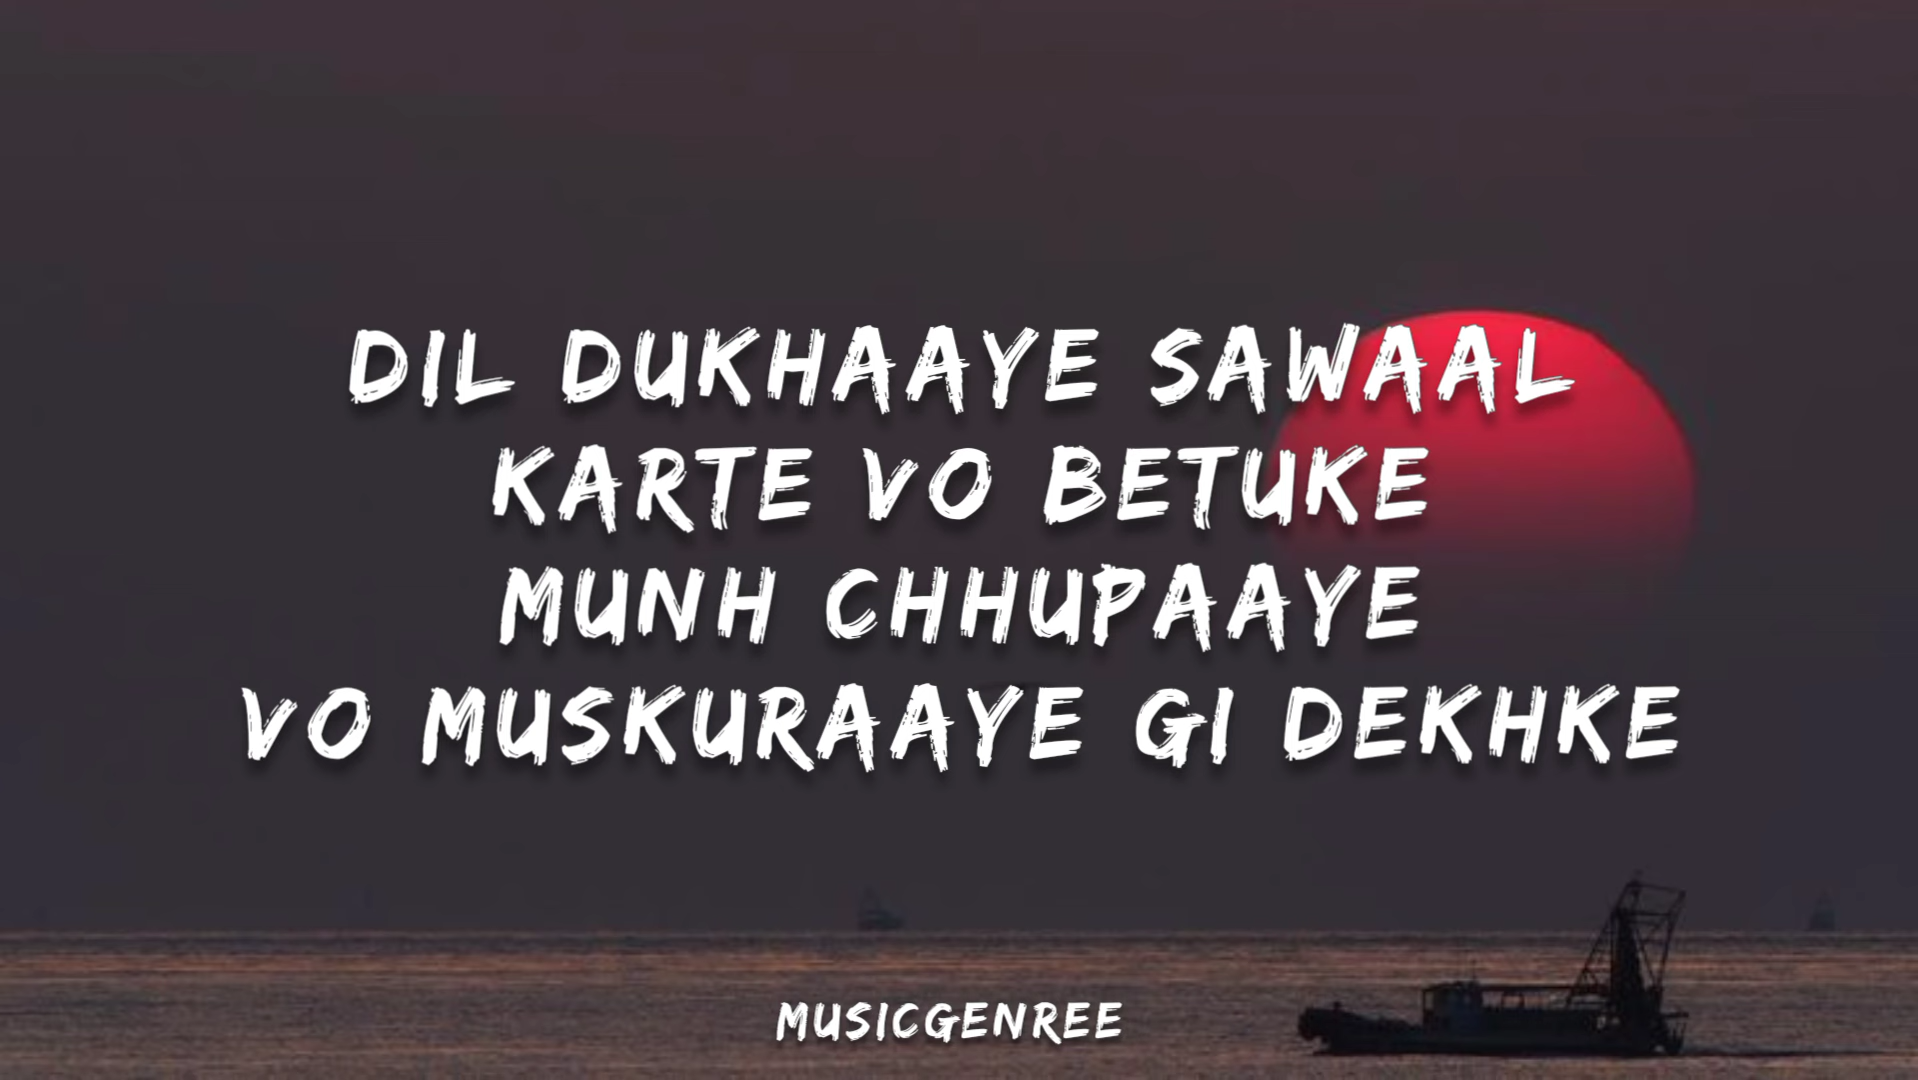 DIL DUKHAAYE SAWAAL
KARTE VO BETUKE
MUNH CHHUPAAYE
VO MUSKURAAYE GI DEKHKE
MUSICGENREE